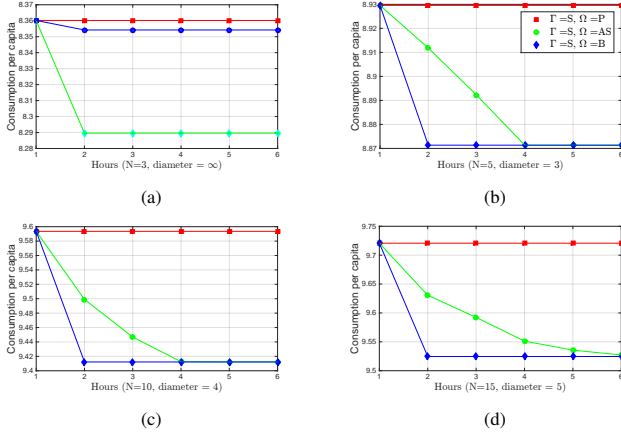 8.37
8.36
8.35
8.34
8.33
8.32
8.31
8.3
8.29
8.28
Consumption per capita
1 2 3 4 5 6
Hours (N=3, diameter = ∞)
(a)
8.93
8.92
8.91
8.9
8.89
8.88
8.87
Consumption per capita
Γ =S, Ω =P
Γ =S, Ω =AS
Γ =S, Ω =B
1 2 3 4 5 6
Hours (N=5, diameter = 3)
(b)
9.6
9.58
9.56
9.54
9.52
9.5
9.48
9.46
9.44
9.42
9.4
Consumption per capita
1 2 3 4 5 6
Hours (N=10, diameter = 4)
(c)
9.75
9.7
9.65
9.6
9.55
9.5
Consumption per capita
1 2 3 4 5 6
Hours (N=15, diameter = 5)
(d)